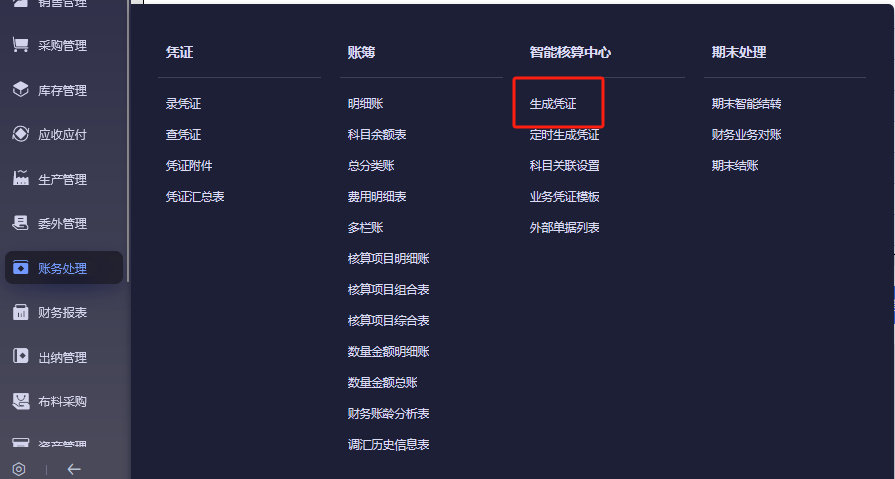 销售管理
采购管理
库存管理
应收应付
生产管理
委外管理
账务处理
财务报表
出纳管理
布料采购
资产管理
凭证
录凭证
查凭证
凭证附件
凭证汇总表
账簿
明细账
科目余额表
总分类账
费用明细表
多栏账
核算项目明细账
核算项目组合表
核算项目综合表
数量金额明细账
数量金额总账
财务账龄分析表
调汇历史信息表
智能核算中心
生成凭证
定时生成凭证
科目关联设置
业务凭证模板
外部单据列表
期末处理
期末智能结转
财务业务对账
期末结账